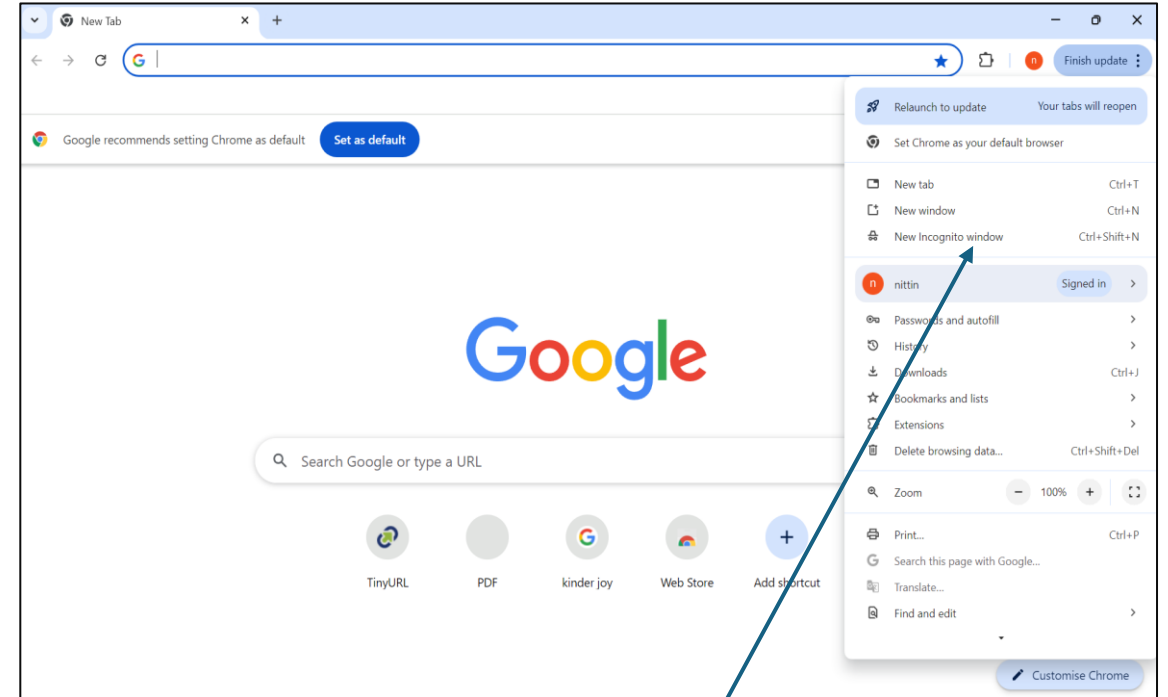 New Tab
Finish update
Relaunch to update Your tabs will reopen
Google recommends setting Chrome as default Set as default
Set Chrome as your default browser
New tab Ctrl+T
New window Ctrl+N
New Incognito window Ctrl+Shift+N
n nittin Signed in
Passwords and autofill
History
Downloads Ctrl+J
Bookmarks and lists
Extensions
Delete browsing data... Ctrl+Shift+Del
Zoom − 100% +
Print... Ctrl+P
Search this page with Google...
Translate...
Find and edit
Google
Search Google or type a URL
TinyURL PDF kinder joy Web Store Add shortcut
Customise Chrome